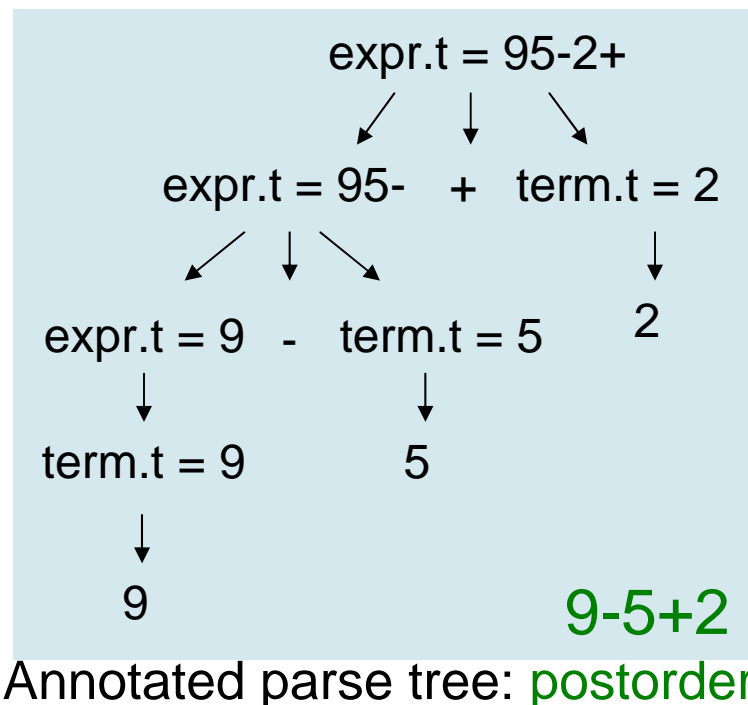 expr.t = 95-2+
expr.t = 95- + term.t = 2
expr.t = 9 - term.t = 5 2
term.t = 9 5
9
9-5+2
Annotated parse tree: postorder